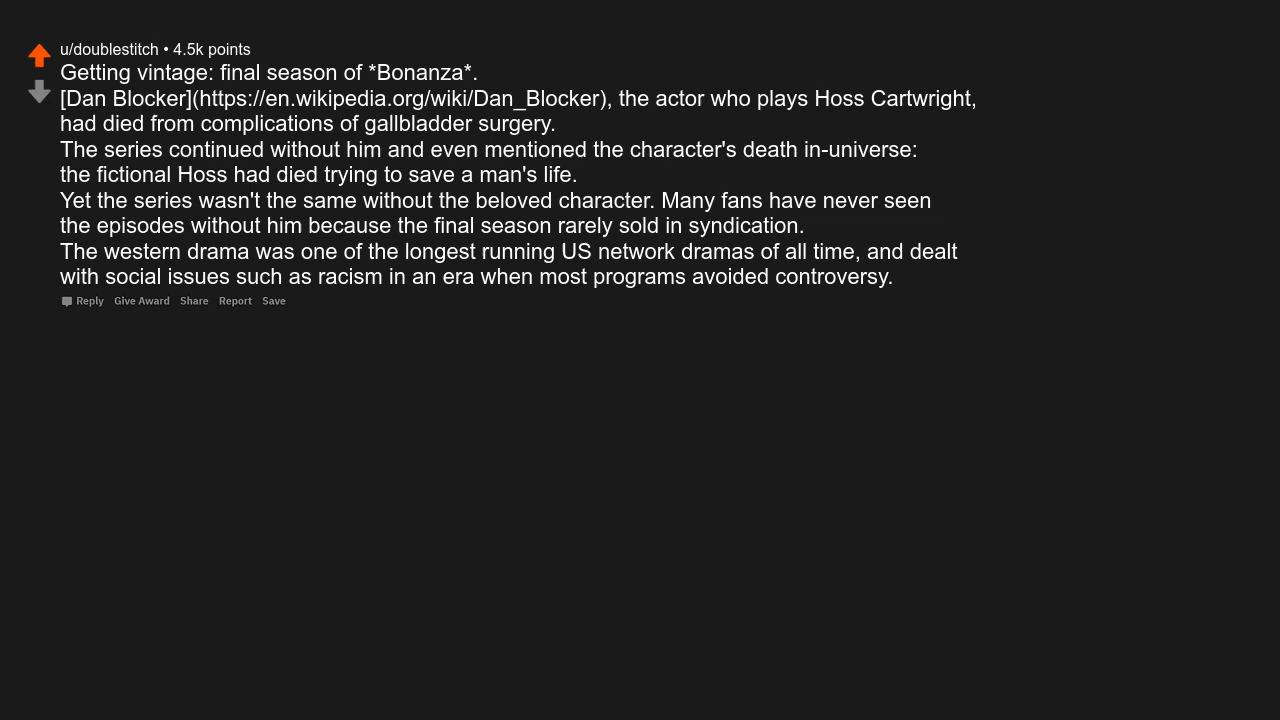 u/doublestitch • 4.5k points
Getting vintage: final season of *Bonanza*.
[Dan Blocker](https://en.wikipedia.org/wiki/Dan_Blocker), the actor who plays Hoss Cartwright,
had died from complications of gallbladder surgery.
The series continued without him and even mentioned the character's death in-universe:
the fictional Hoss had died trying to save a man's life.
Yet the series wasn't the same without the beloved character. Many fans have never seen
the episodes without him because the final season rarely sold in syndication.
The western drama was one of the longest running US network dramas of all time, and dealt
with social issues such as racism in an era when most programs avoided controversy.
Reply Give Award Share Report Save